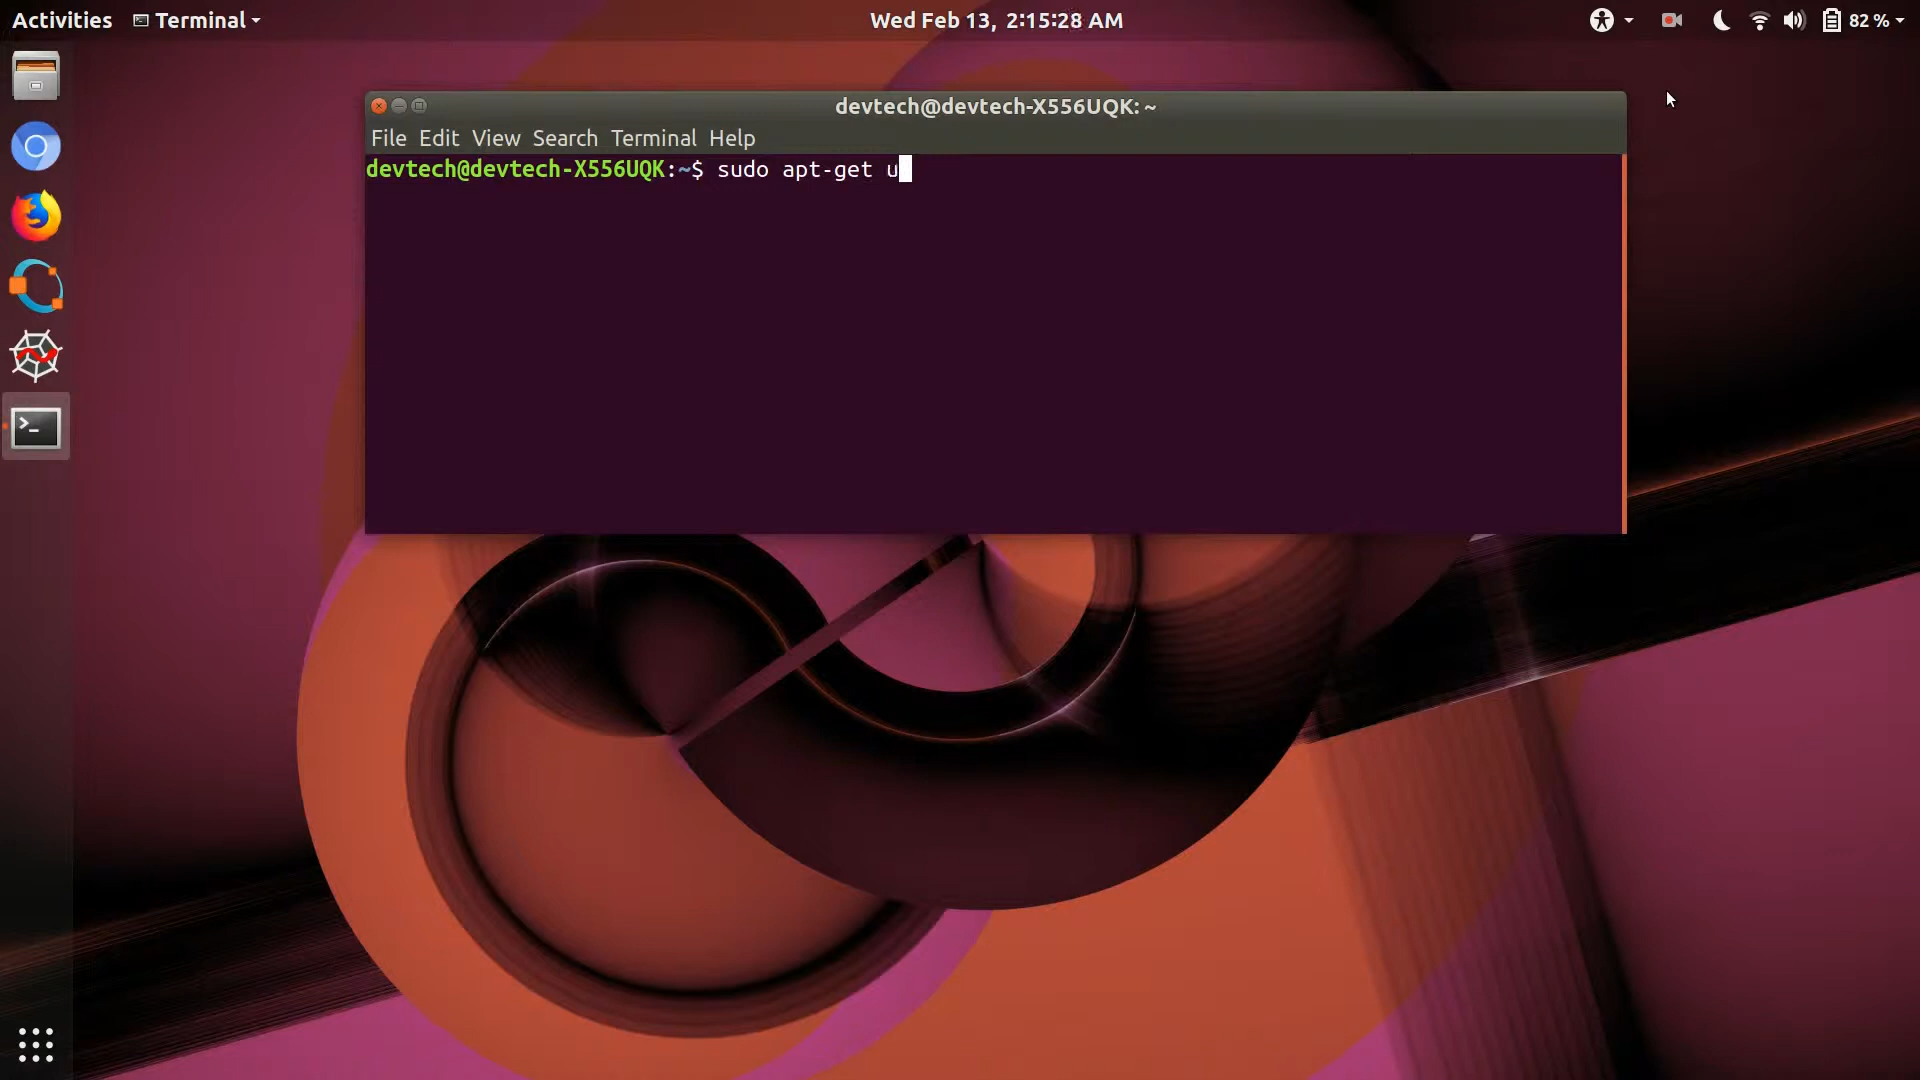 Activities Terminal Wed Feb 13, 2:15:28 AM 82 %
devtech@devtech-X556UQK: ~
File Edit View Search Terminal Help
devtech@devtech-X556UQK:~$ sudo apt-get u